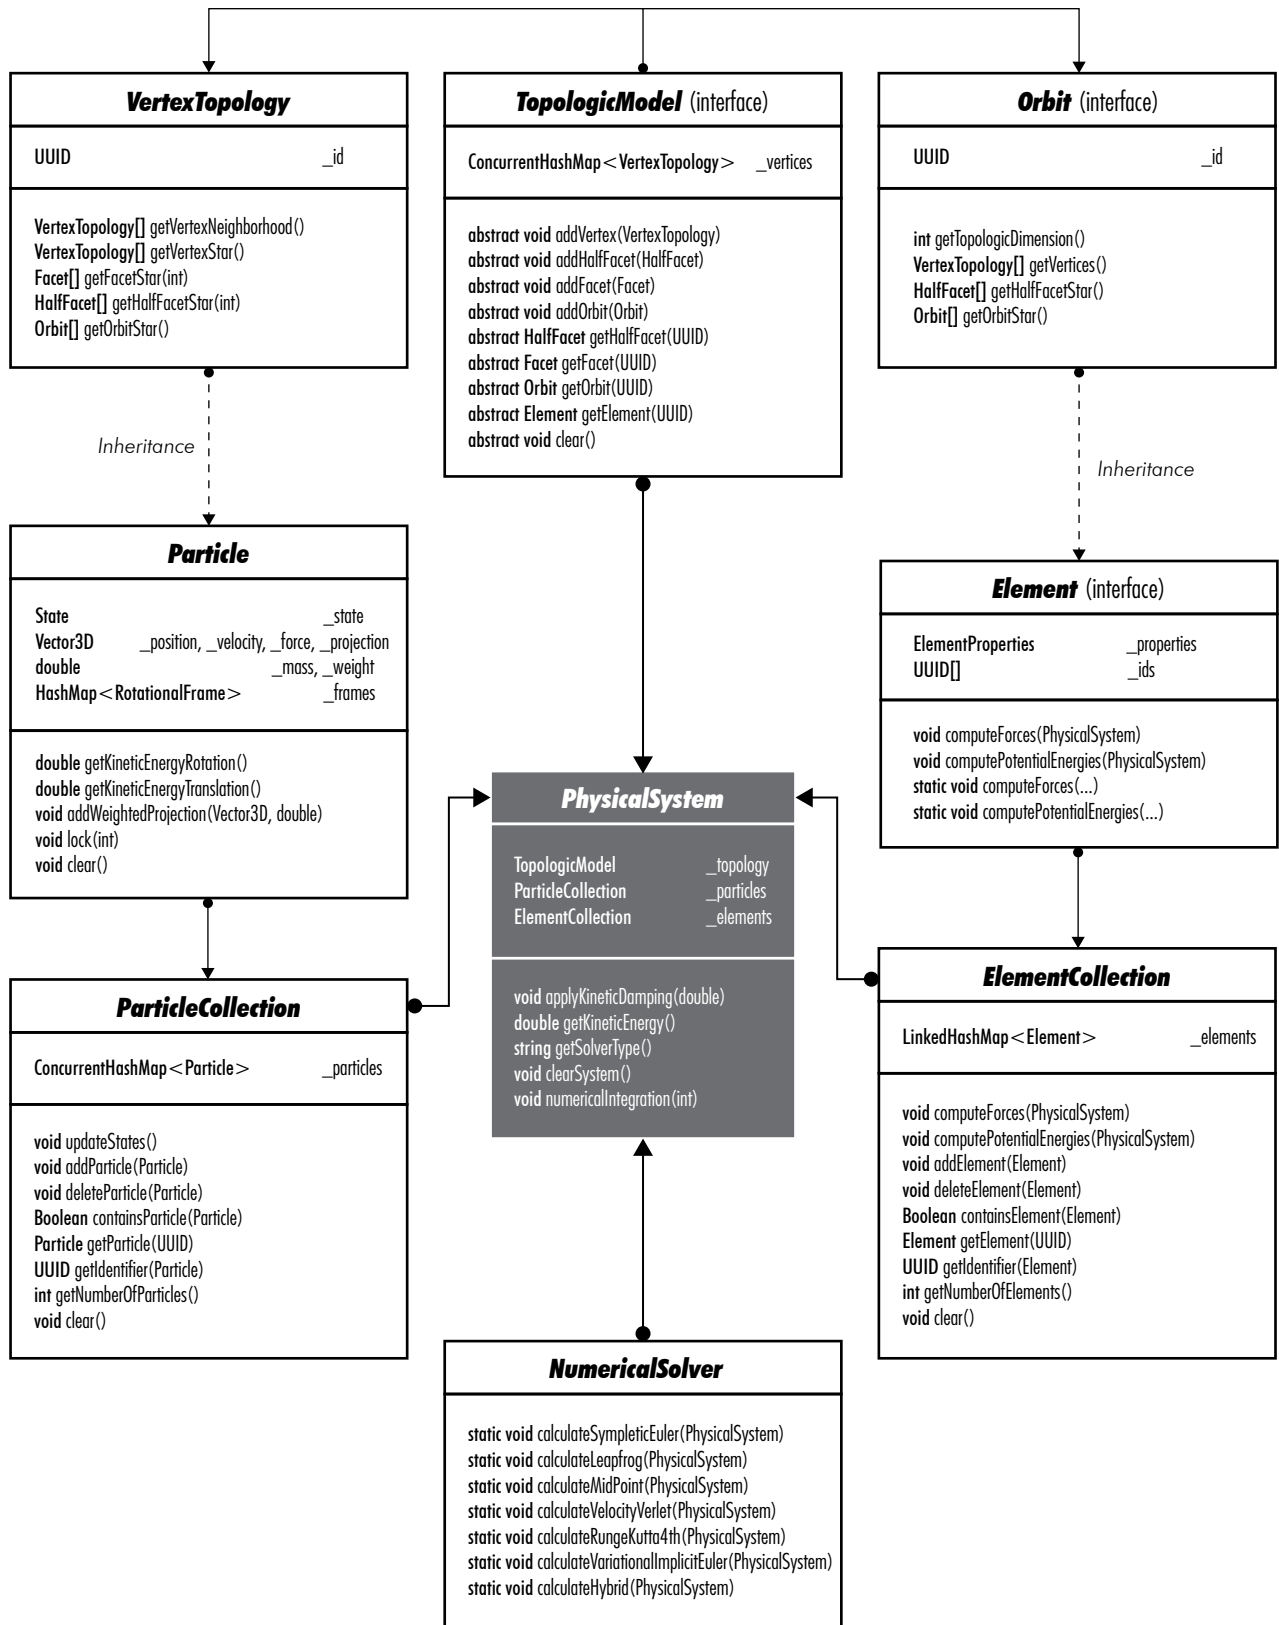 VertexTopology
UUID _id
VertexTopology[] getVertexNeighborhood()
VertexTopology[] getVertexStar()
Facet[] getFacetStar(int)
HalfFacet[] getHalfFacetStar(int)
Orbit[] getOrbitStar()
TopologicModel (interface)
ConcurrentHashMap<VertexTopology> _vertices
abstract void addVertex(VertexTopology)
abstract void addHalfFacet(HalfFacet)
abstract void addFacet(Facet)
abstract void addOrbit(Orbit)
abstract HalfFacet getHalfFacet(UUID)
abstract Facet getFacet(UUID)
abstract Orbit getOrbit(UUID)
abstract Element getElement(UUID)
abstract void clear()
Orbit (interface)
UUID _id
int getTopologicDimension()
VertexTopology[] getVertices()
HalfFacet[] getHalfFacetStar()
Orbit[] getOrbitStar()
Inheritance
Inheritance
Particle
State _state
Vector3D _position, _velocity, _force, _projection
double _mass, _weight
HashMap<RotationalFrame> _frames
double getKineticEnergyRotation()
double getKineticEnergyTranslation()
void addWeightedProjection(Vector3D, double)
void lock(int)
void clear()
Element (interface)
ElementProperties _properties
UUID[] _ids
void computeForces(PhysicalSystem)
void computePotentialEnergies(PhysicalSystem)
static void computeForces(...)
static void computePotentialEnergies(...)
PhysicalSystem
TopologicModel _topology
ParticleCollection _particles
ElementCollection _elements
void applyKineticDamping(double)
double getKineticEnergy()
string getSolverType()
void clearSystem()
void numericalIntegration(int)
ParticleCollection
ConcurrentHashMap<Particle> _particles
void updateStates()
void addParticle(Particle)
void deleteParticle(Particle)
Boolean containsParticle(Particle)
Particle getParticle(UUID)
UUID getIdentifier(Particle)
int getNumberOfParticles()
void clear()
ElementCollection
LinkedHashMap<Element> _elements
void computeForces(PhysicalSystem)
void computePotentialEnergies(PhysicalSystem)
void addElement(Element)
void deleteElement(Element)
Boolean containsElement(Element)
Element getElement(UUID)
UUID getIdentifier(Element)
int getNumberOfElements()
void clear()
NumericalSolver
static void calculateSympleticEuler(PhysicalSystem)
static void calculateLeapfrog(PhysicalSystem)
static void calculateMidPoint(PhysicalSystem)
static void calculateVelocityVerlet(PhysicalSystem)
static void calculateRungeKutta4th(PhysicalSystem)
static void calculateVariationalImplicitEuler(PhysicalSystem)
static void calculateHybrid(PhysicalSystem)